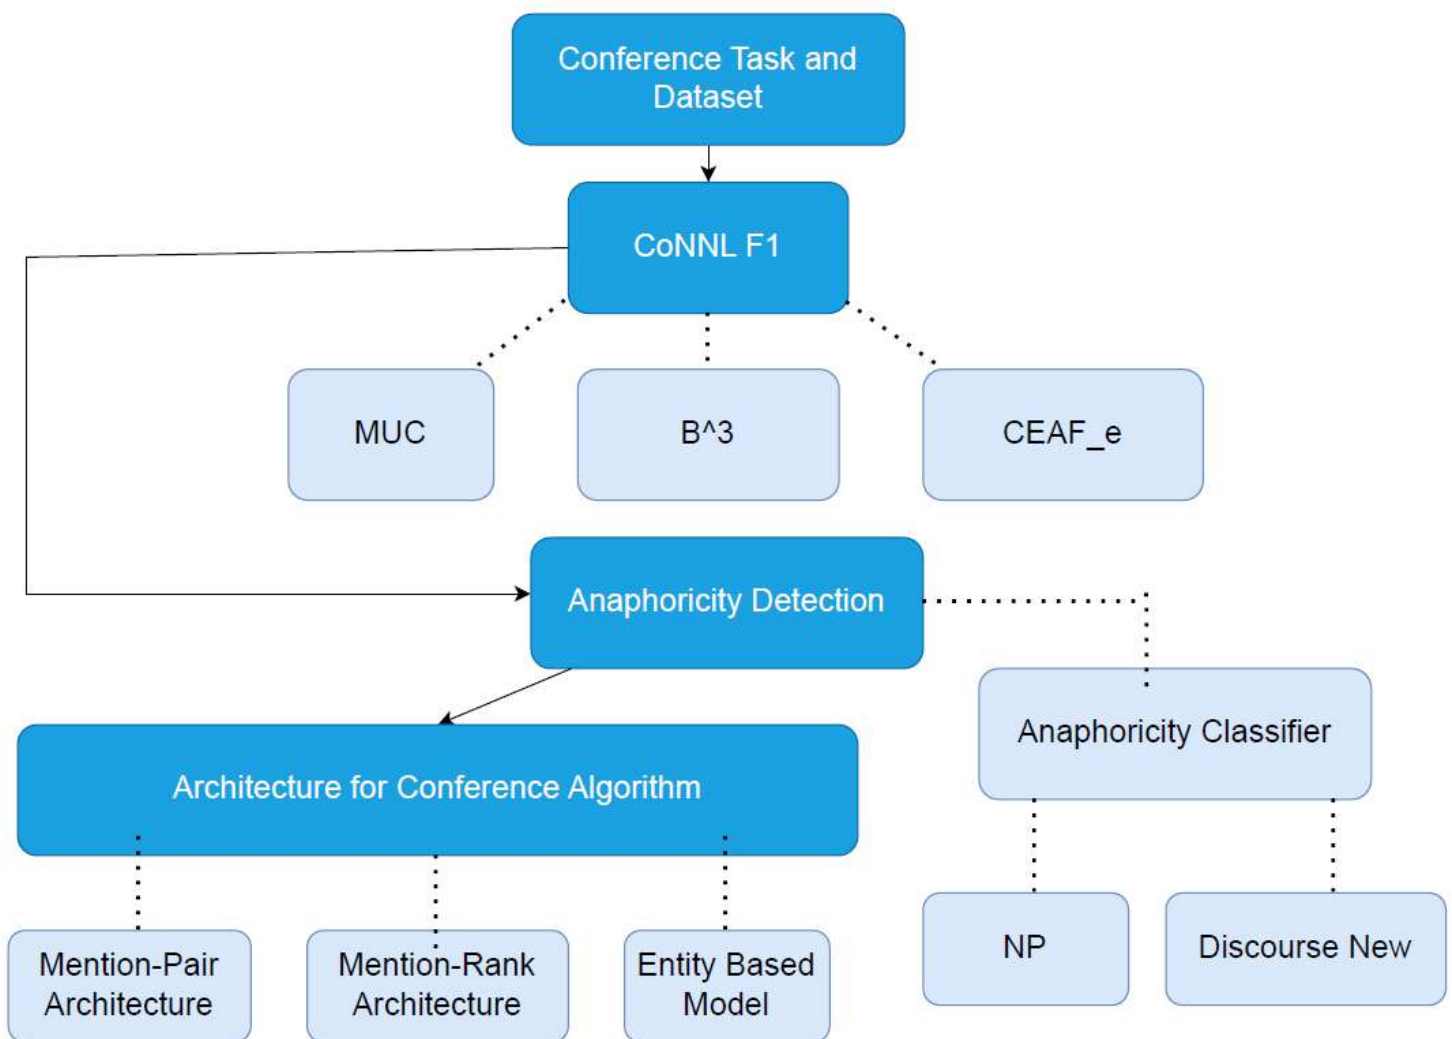 Conference Task and
Dataset
CoNNL F1
MUC
B^3
CEAF_e
Anaphoricity Detection
Anaphoricity Classifier
Architecture for Conference Algorithm
NP
Discourse New
Mention-Pair
Architecture
Mention-Rank
Architecture
Entity Based
Model